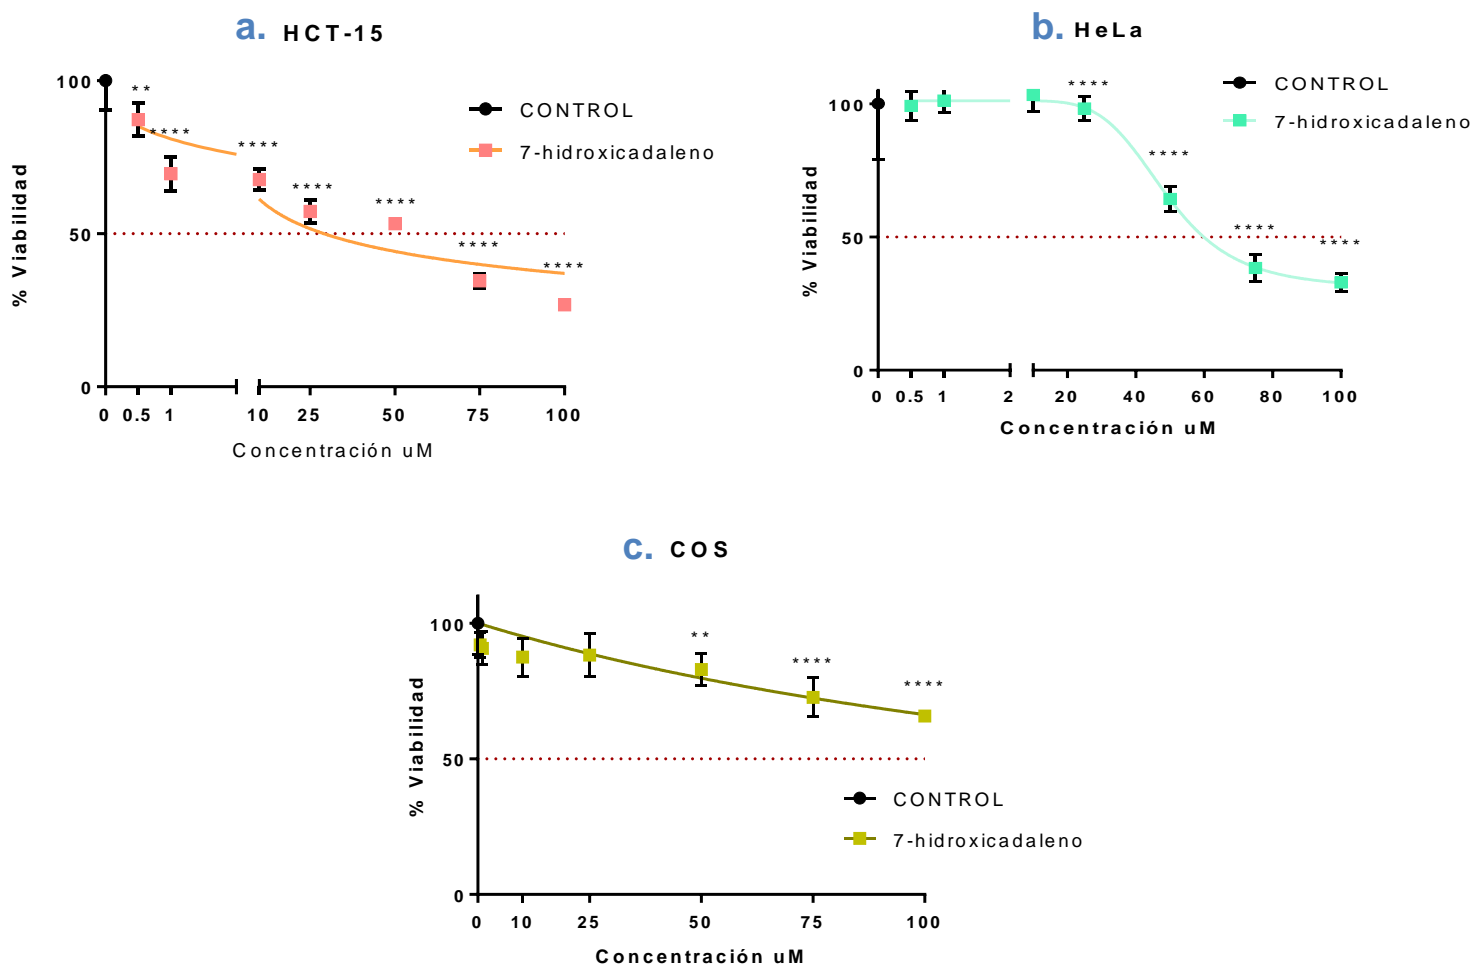 a. HCT-15
**
****
****
****
****
****
****
CONTROL
7-hidroxicadaleno
% Viabilidad
100
50
0
0 0.5 1 10 25 50 75 100
Concentración uM
b. HeLa
****
****
****
****
CONTROL
7-hidroxicadaleno
% Viabilidad
100
50
0
0 0.5 1 2 20 40 60 80 100
Concentración uM
c. COS
**
****
****
% Viabilidad
100
50
0
CONTROL
7-hidroxicadaleno
0 10 25 50 75 100
Concentración uM